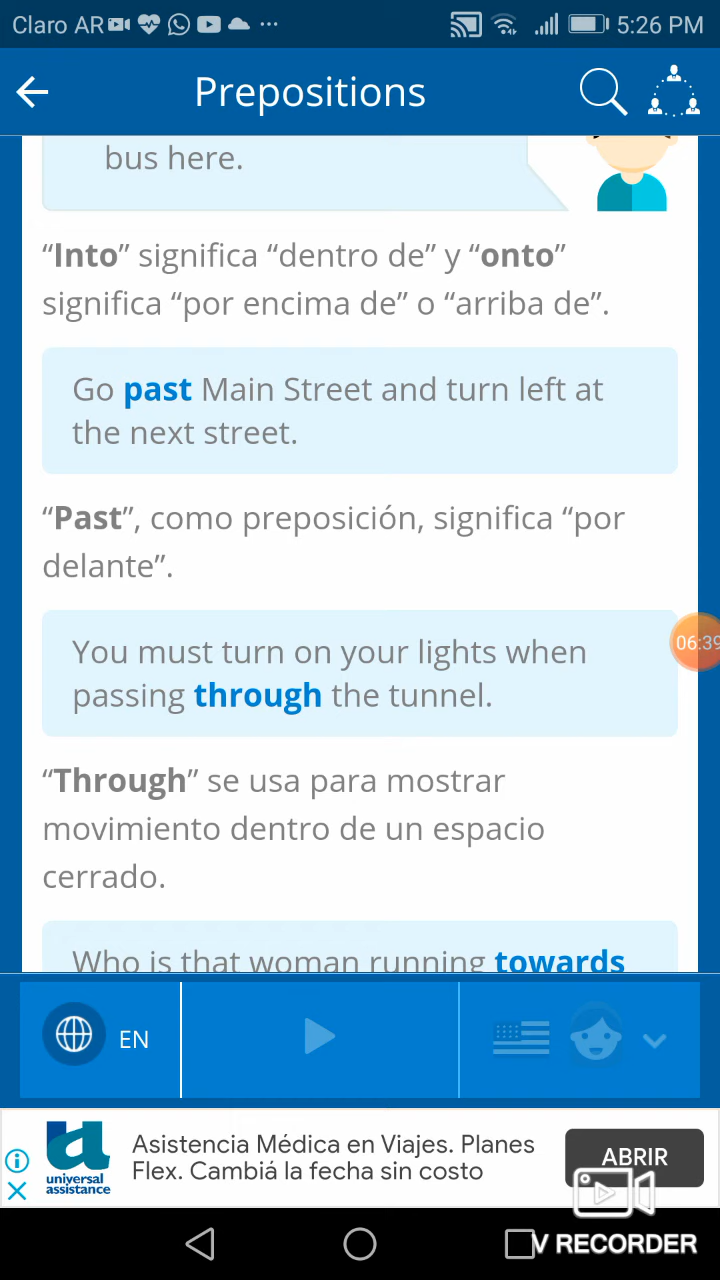 Claro AR ... 5:26 PM
Prepositions
bus here.
“Into” significa “dentro de” y “onto”
significa “por encima de” o “arriba de”.
Go past Main Street and turn left at
the next street.
“Past”, como preposición, significa “por
delante”.
06:39
You must turn on your lights when
passing through the tunnel.
“Through” se usa para mostrar
movimiento dentro de un espacio
cerrado.
Who is that woman running towards
EN
Asistencia Médica en Viajes. Planes
Flex. Cambiá la fecha sin costo
universal
assistance
ABRIR
V RECORDER